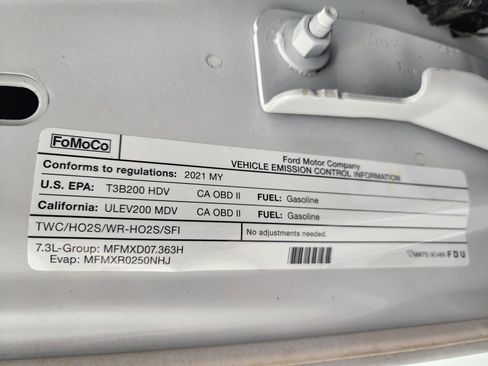 FoMoCo
Ford Motor Company
VEHICLE EMISSION CONTROL INFORMATION
Conforms to regulations: 2021 MY
U.S. EPA: T3B200 HDV CA OBD II FUEL: Gasoline
California: ULEV200 MDV CA OBD II FUEL: Gasoline
TWC/HO2S/WR-HO2S/SFI No adjustments needed.
7.3L-Group: MFMXD07.363H
Evap: MFMXR0250NHJ
FDU